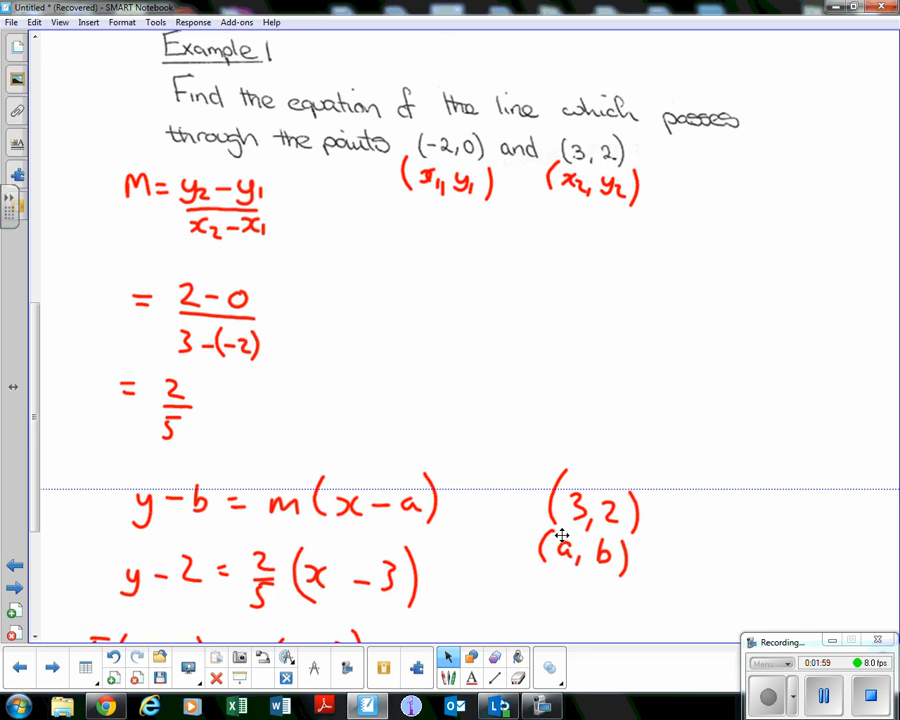 Untitled * (Recovered) - SMART Notebook
File Edit View Insert Format Tools Response Add-ons Help
Example 1
Find the equation of the line which passes
through the points (-2,0) and (3, 2)
(x1, y1) (x2, y2)
M = y2 - y1
x2 - x1
= 2 - 0
3 - (-2)
= 2
5
y - b = m(x - a) (3, 2)
(a, b)
y - 2 = 2/5 (x - 3)
Recording...
Menu 00:01:59 8.0 fps